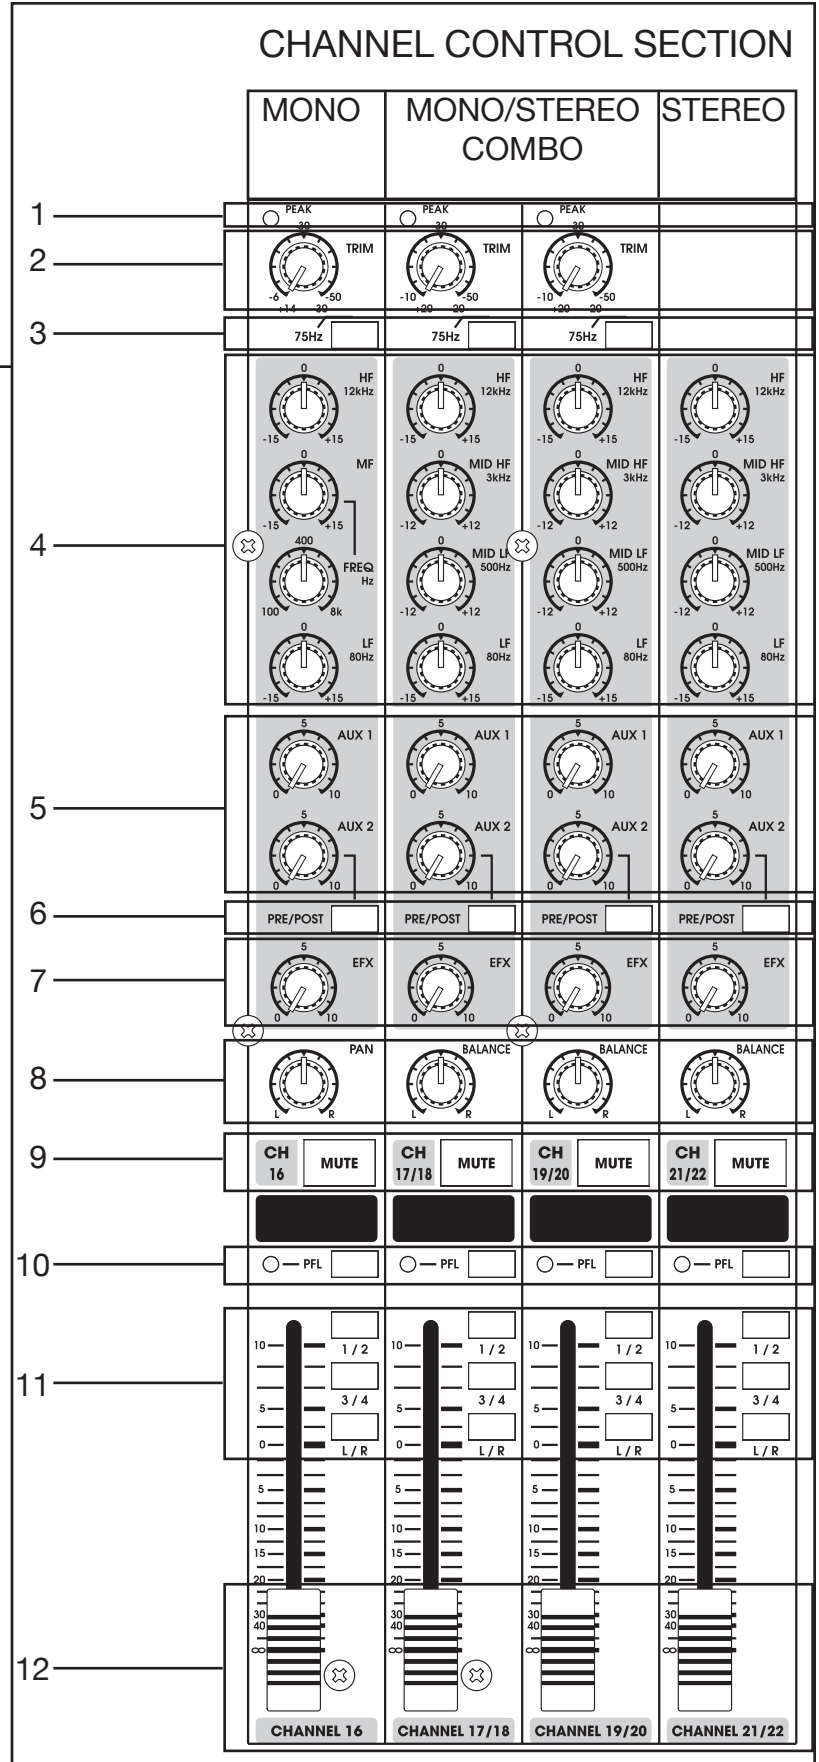 CHANNEL CONTROL SECTION
MONO MONO/STEREO STEREO
COMBO
1 PEAK PEAK PEAK
30 30 30
2 TRIM TRIM TRIM
-6 -50 -10 -50 -10 -50
+14 30 +20 20 +20 20
3 75Hz 75Hz 75Hz
0 0 0 0
HF HF HF HF
12kHz 12kHz 12kHz 12kHz
-15 +15 -15 +15 -15 +15 -15 +15
0 0 0 0
MF MID HF MID HF MID HF
3kHz 3kHz 3kHz
-15 +15 -12 +12 -12 +12 -12 +12
4
400 0 0 0
FREQ MID LF MID LF MID LF
Hz 500Hz 500Hz 500Hz
100 8k -12 +12 -12 +12 -12 +12
0 0 0 0
LF LF LF LF
80Hz 80Hz 80Hz 80Hz
-15 +15 -15 +15 -15 +15 -15 +15
5 5 5 5
AUX 1 AUX 1 AUX 1 AUX 1
0 10 0 10 0 10 0 10
5
5 5 5 5
AUX 2 AUX 2 AUX 2 AUX 2
0 10 0 10 0 10 0 10
6 PRE/POST PRE/POST PRE/POST PRE/POST
5 5 5 5
EFX EFX EFX EFX
7
0 10 0 10 0 10 0 10
PAN BALANCE BALANCE BALANCE
8
L R L R L R L R
9 CH MUTE CH MUTE CH MUTE CH MUTE
16 17/18 19/20 21/22
10 PFL PFL PFL PFL
10 1 / 2 10 1 / 2 10 1 / 2 10 1 / 2
11
5 3 / 4 5 3 / 4 5 3 / 4 5 3 / 4
0 L / R 0 L / R 0 L / R 0 L / R
5 5 5 5
10 10 10 10
15 15 15 15
20 20 20 20
30 30 30 30
40 40 40 40
∞ ∞ ∞ ∞
12
CHANNEL 16 CHANNEL 17/18 CHANNEL 19/20 CHANNEL 21/22